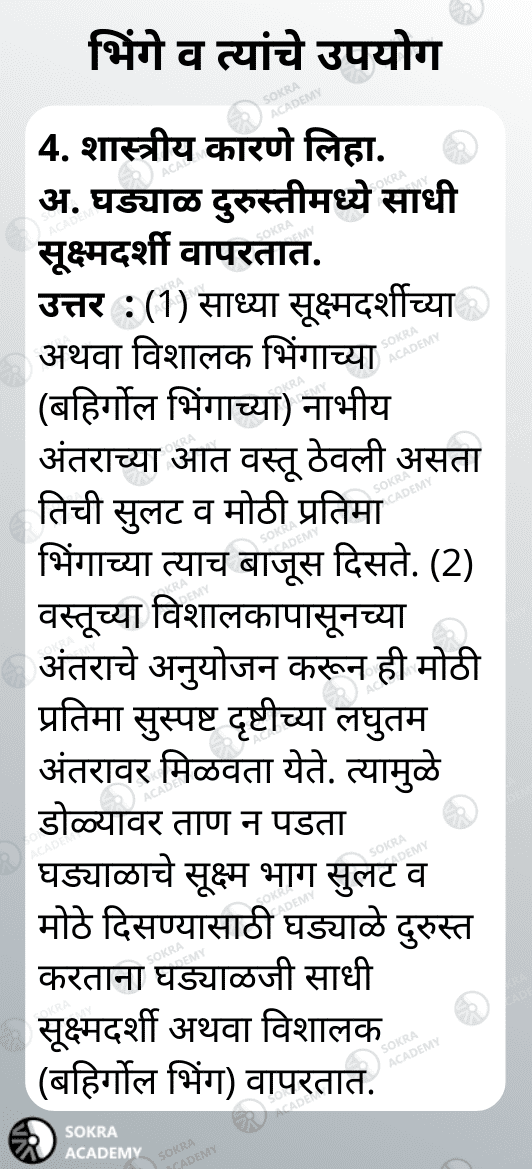 भिंगे व त्यांचे उपयोग
4. शास्त्रीय कारणे लिहा.
अ. घड्याळ दुरुस्तीमध्ये साधी
सूक्ष्मदर्शी वापरतात.
उत्तर : (1) साध्या सूक्ष्मदर्शीच्या
अथवा विशालक भिंगाच्या
(बहिर्गोल भिंगाच्या) नाभीय
अंतराच्या आत वस्तू ठेवली असता
तिची सुलट व मोठी प्रतिमा
भिंगाच्या त्याच बाजूस दिसते. (2)
वस्तूच्या विशालकापासूनच्या
अंतराचे अनुयोजन करून ही मोठी
प्रतिमा सुस्पष्ट दृष्टीच्या लघुतम
अंतरावर मिळवता येते. त्यामुळे
डोळ्यावर ताण न पडता
घड्याळाचे सूक्ष्म भाग सुलट व
मोठे दिसण्यासाठी घड्याळे दुरुस्त
करताना घड्याळजी साधी
सूक्ष्मदर्शी अथवा विशालक
(बहिर्गोल भिंग) वापरतात.
SOKRA
ACADEMY